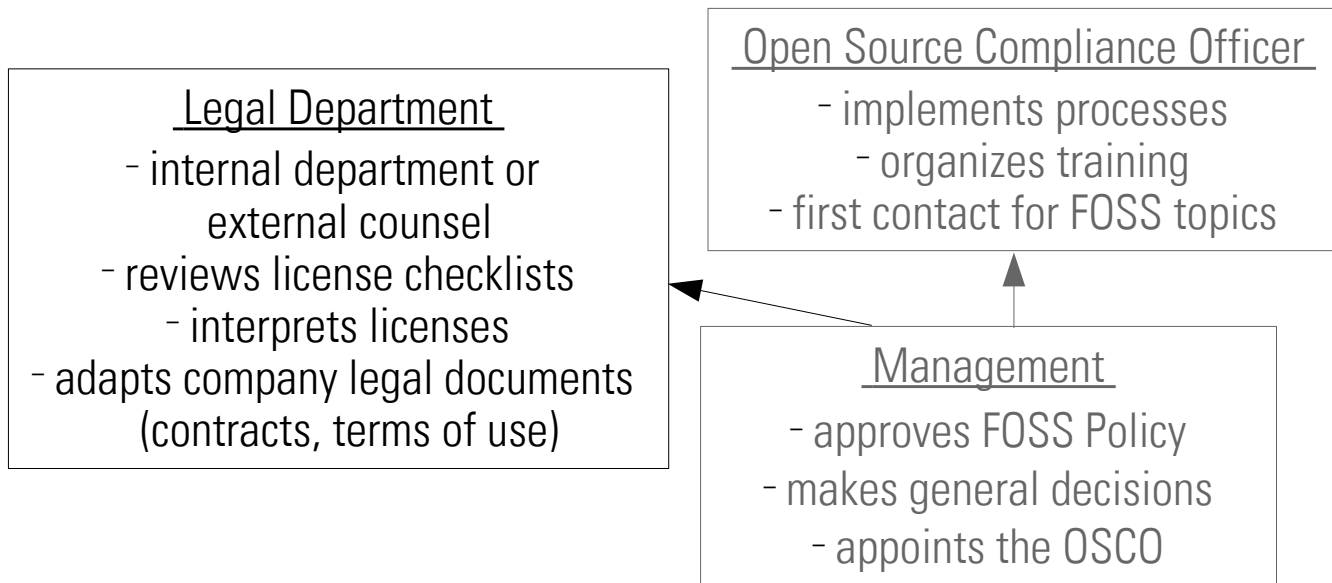 Legal Department
- internal department or
external counsel
- reviews license checklists
- interprets licenses
- adapts company legal documents
(contracts, terms of use)
Open Source Compliance Officer
- implements processes
- organizes training
- first contact for FOSS topics
Management
- approves FOSS Policy
- makes general decisions
- appoints the OSCO